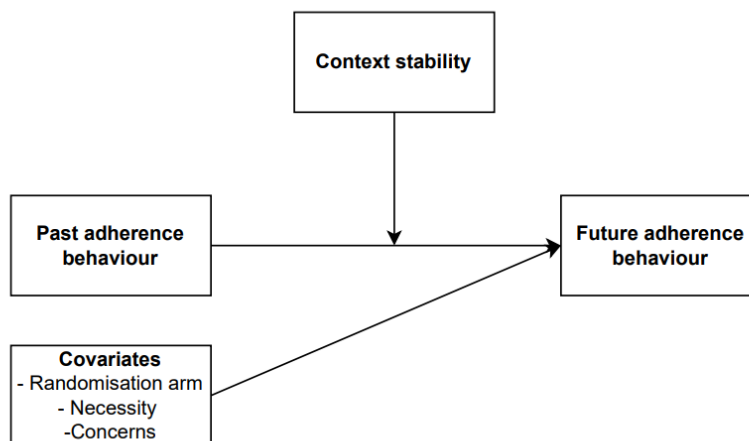 Context stability
Past adherence
behaviour
Future adherence
behaviour
Covariates
- Randomisation arm
- Necessity
-Concerns